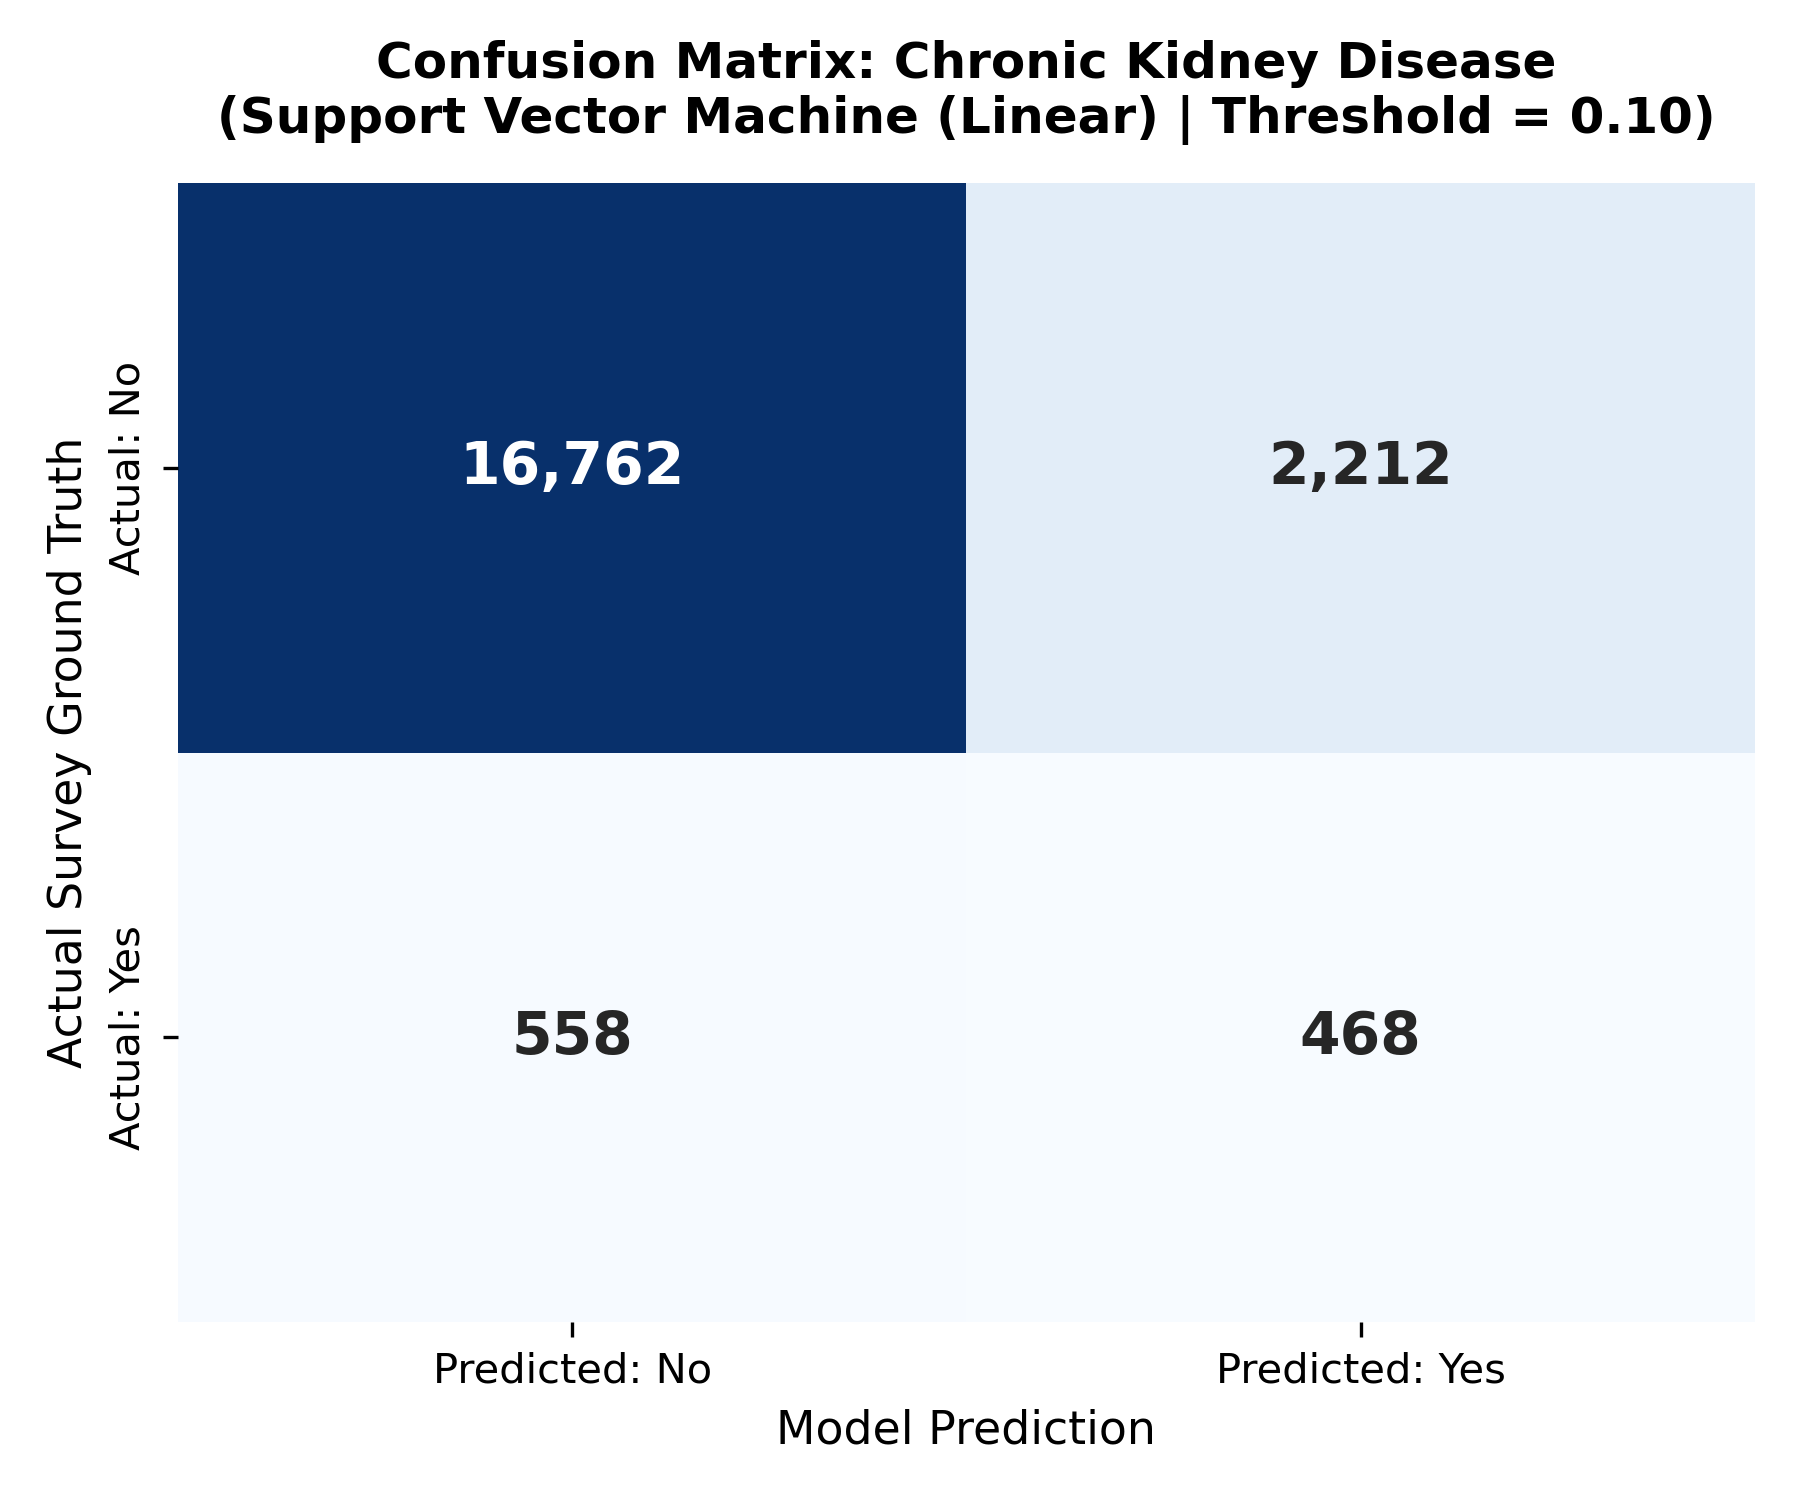 Confusion Matrix: Chronic Kidney Disease
(Support Vector Machine (Linear) | Threshold = 0.10)
Actual Survey Ground Truth
Actual: No
16,762
2,212
Actual: Yes
558
468
Predicted: No
Predicted: Yes
Model Prediction